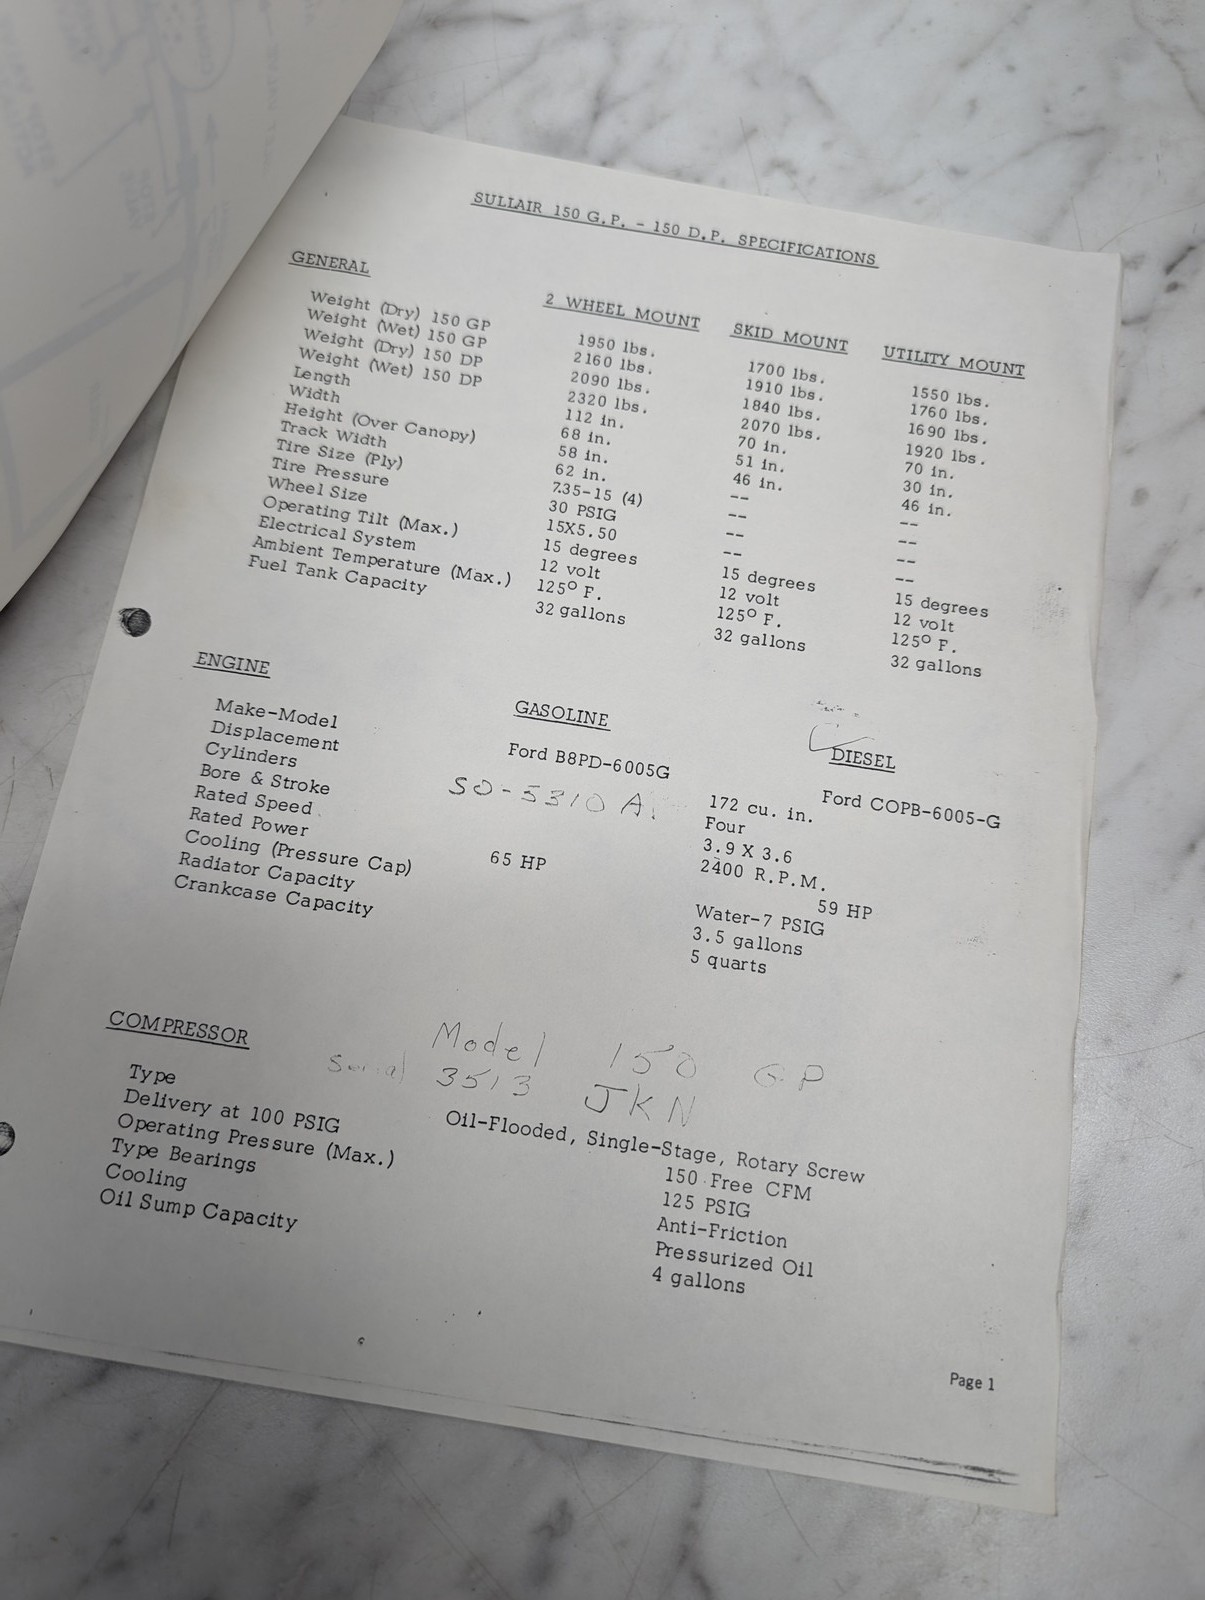 SULLAIR 150 G.P. - 150 D.P. SPECIFICATIONS
GENERAL
2 WHEEL MOUNT SKID MOUNT UTILITY MOUNT
Weight (Dry) 150 GP 1950 lbs. 1700 lbs. 1550 lbs.
Weight (Wet) 150 GP 2160 lbs. 1910 lbs. 1760 lbs.
Weight (Dry) 150 DP 2090 lbs. 1840 lbs. 1690 lbs.
Weight (Wet) 150 DP 2320 lbs. 2070 lbs. 1920 lbs.
Length 112 in. 70 in. 70 in.
Width 68 in. 51 in. 30 in.
Height (Over Canopy) 58 in. 46 in. 46 in.
Track Width 62 in. -- --
Tire Size (Ply) 7.35-15 (4) -- --
Tire Pressure 30 PSIG -- --
Wheel Size 15X5.50 -- --
Operating Tilt (Max.) 15 degrees 15 degrees 15 degrees
Electrical System 12 volt 12 volt 12 volt
Ambient Temperature (Max.) 125° F. 125° F. 125° F.
Fuel Tank Capacity 32 gallons 32 gallons 32 gallons
ENGINE
GASOLINE DIESEL
Make-Model Ford B8PD-6005G Ford COPB-6005-G
Displacement 172 cu. in.
SO-5310 A.
Cylinders Four
Bore & Stroke 3.9 X 3.6
Rated Speed 2400 R.P.M.
Rated Power 65 HP 59 HP
Cooling (Pressure Cap) Water-7 PSIG
Radiator Capacity 3.5 gallons
Crankcase Capacity 5 quarts
COMPRESSOR
Model 150 GP
Serial 3513 JKN
Type Oil-Flooded, Single-Stage, Rotary Screw
Delivery at 100 PSIG 150 Free CFM
Operating Pressure (Max.) 125 PSIG
Type Bearings Anti-Friction
Cooling Pressurized Oil
Oil Sump Capacity 4 gallons
Page 1